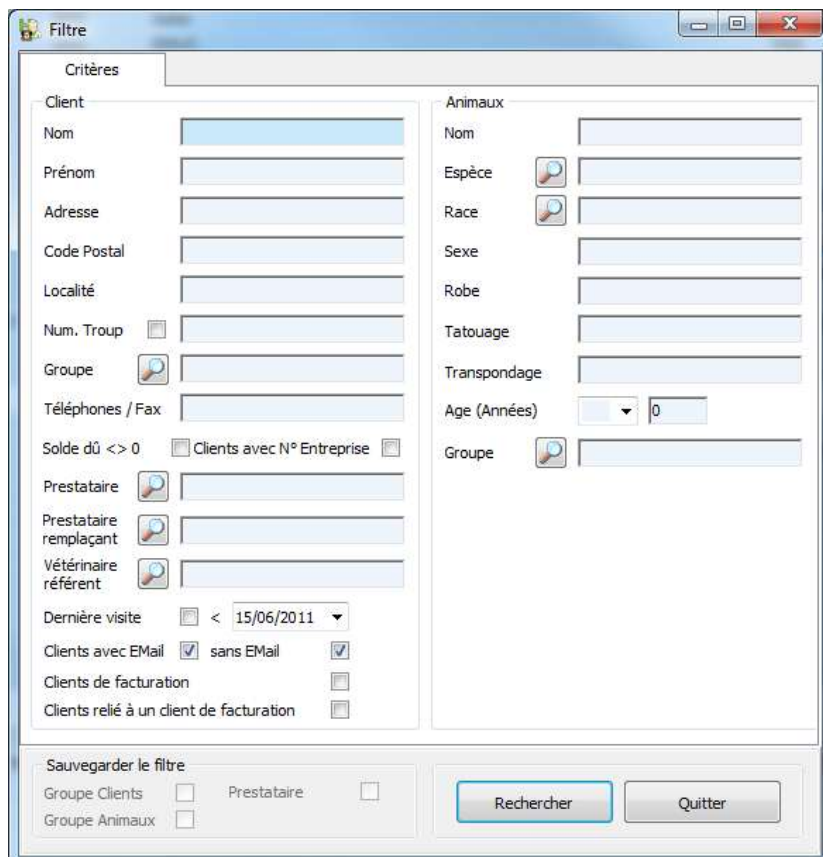 Filtre
Critères
Client
Nom
Prénom
Adresse
Code Postal
Localité
Num. Troup
Groupe
Téléphones / Fax
Solde dû <> 0 Clients avec N° Entreprise
Prestataire
Prestataire
remplaçant
Vétérinaire
référent
Dernière visite < 15/06/2011
Clients avec EMail sans EMail
Clients de facturation
Clients relié à un client de facturation
Animaux
Nom
Espèce
Race
Sexe
Robe
Tatouage
Transpondage
Age (Années) 0
Groupe
Sauvegarder le filtre
Groupe Clients Prestataire
Groupe Animaux
Rechercher Quitter